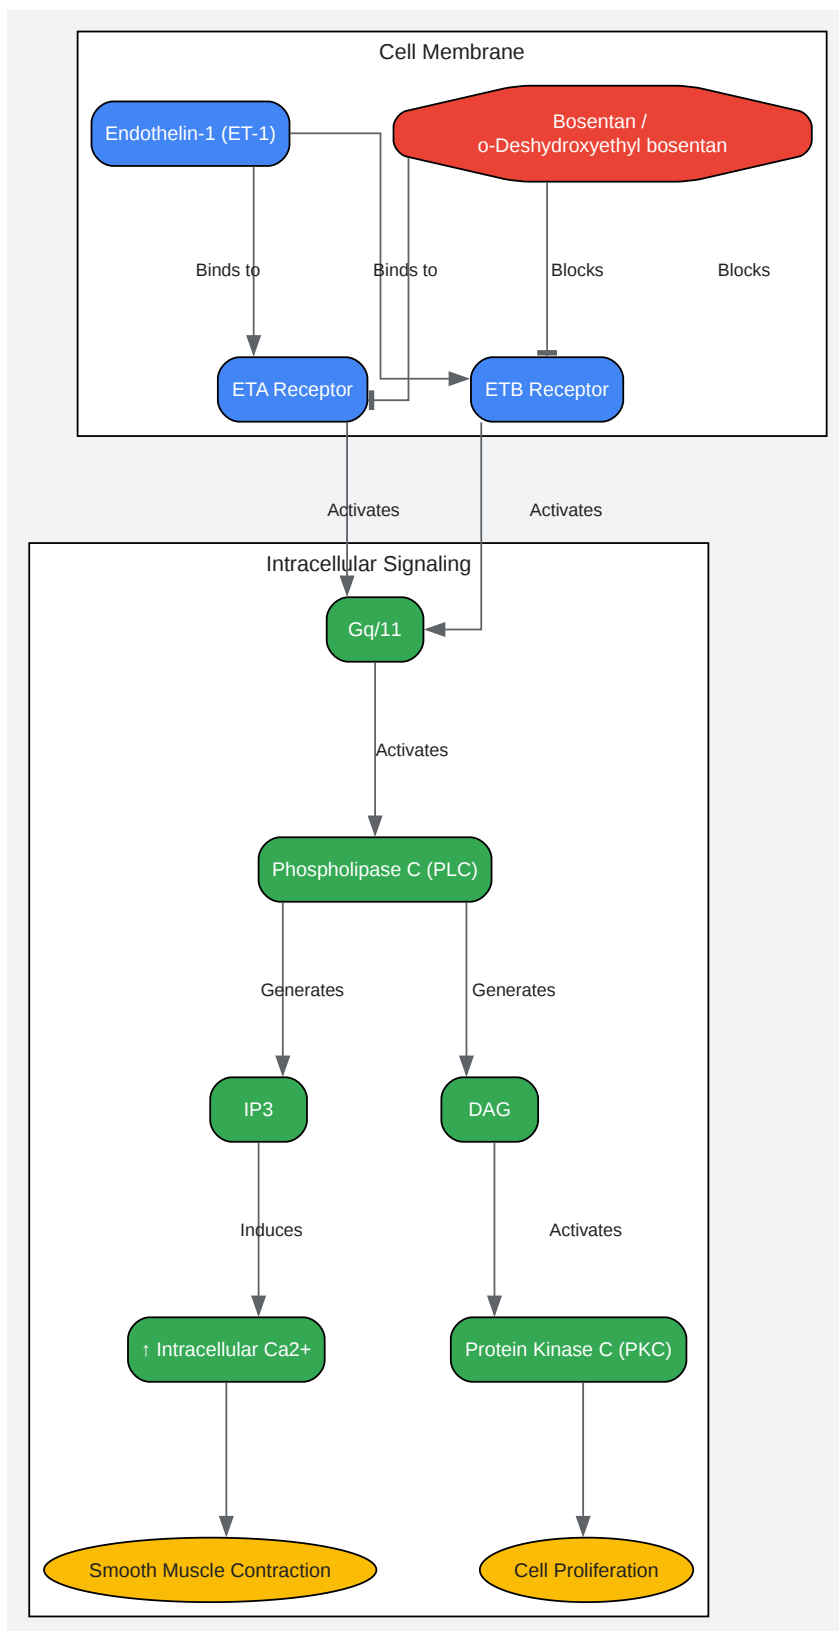 Cell Membrane
Endothelin-1 (ET-1)
Bosentan /
o-Deshydroxyethyl bosentan
Binds to
Binds to
Blocks
Blocks
ETA Receptor
ETB Receptor
Activates
Activates
Intracellular Signaling
Gq/11
Activates
Phospholipase C (PLC)
Generates
Generates
IP3
DAG
Induces
Activates
↑ Intracellular Ca2+
Protein Kinase C (PKC)
Smooth Muscle Contraction
Cell Proliferation